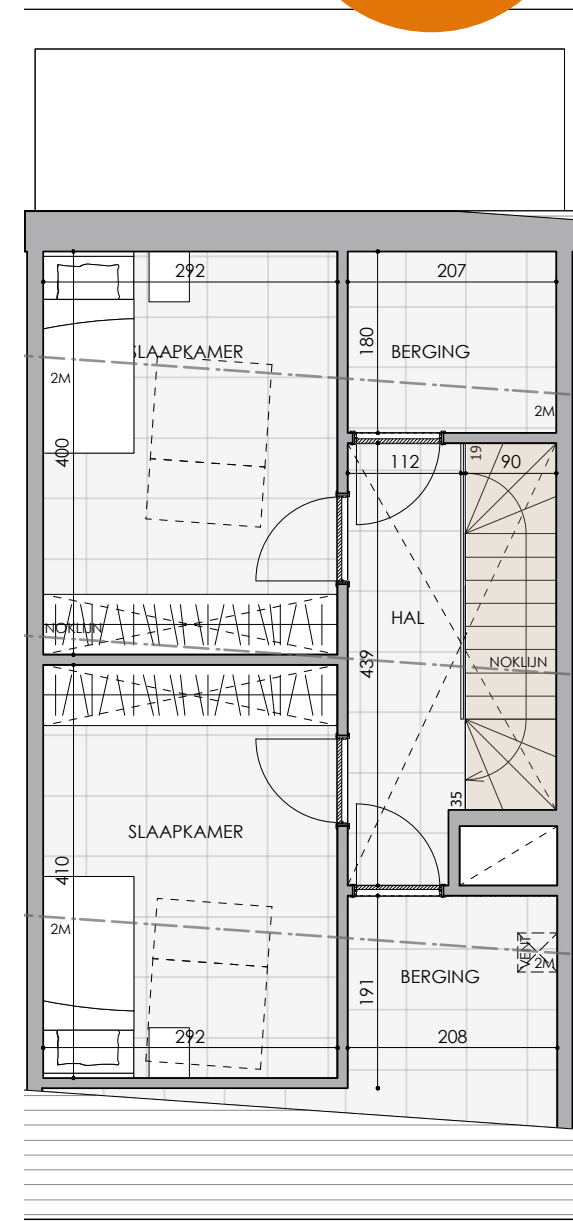 292
207
SLAAPKAMER
180
BERGING
2M
2M
400
19
112
90
HAL
NOKLIJN
439
NOKLIJN
35
SLAAPKAMER
410
2M
VENT
2M
BERGING
191
292
208